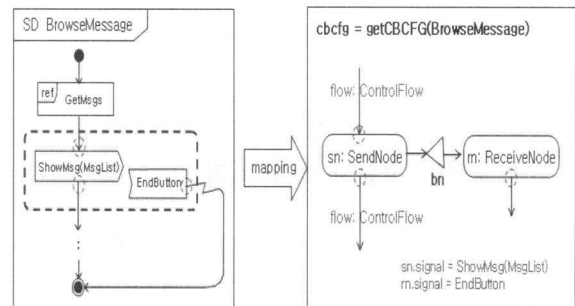 SD BrowseMessage
ref
GetMsgs
ShowMsg(MsgList)
EndButton
mapping
cbcfg = getCBCFG(BrowseMessage)
flow: ControlFlow
sn: SendNode
bn
rn: ReceiveNode
flow: ControlFlow
sn.signal = ShowMsg(MsgList)
rn.signal = EndButton